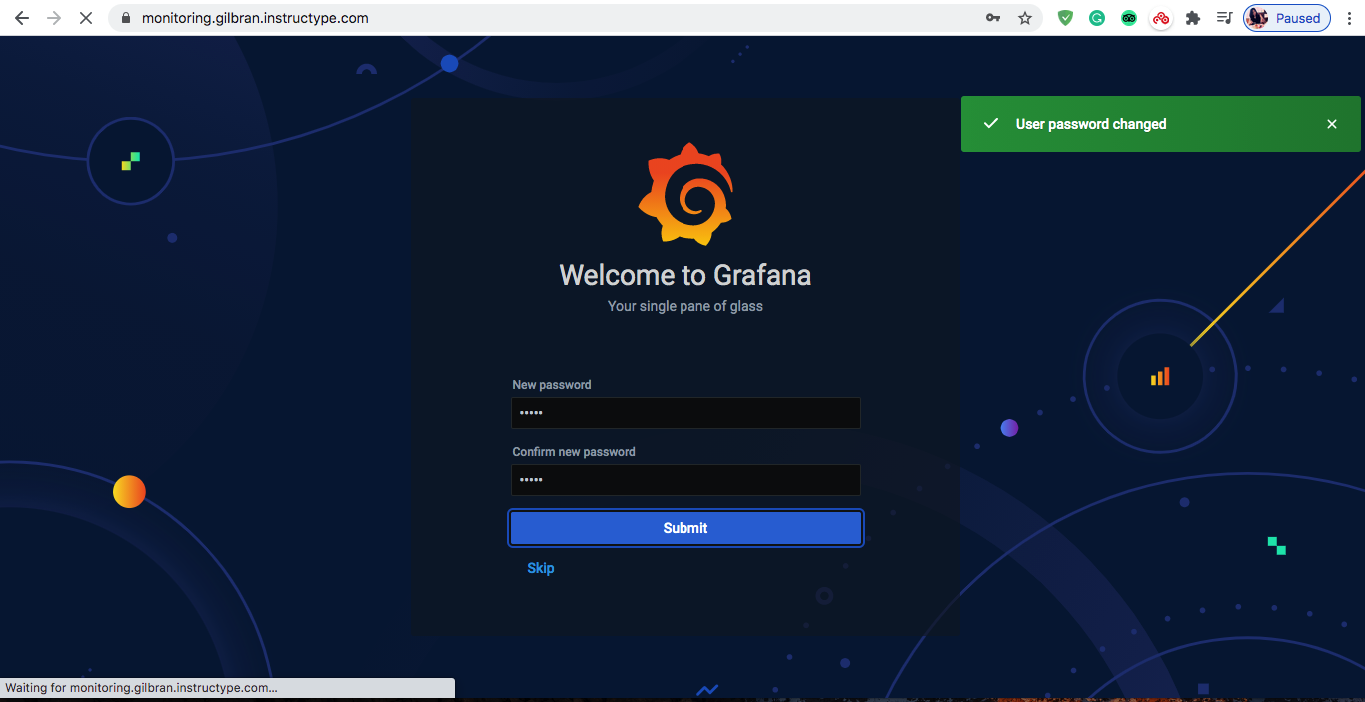 monitoring.gilbran.instructype.com
Paused
User password changed
Welcome to Grafana
Your single pane of glass
New password
•••••
Confirm new password
•••••
Submit
Skip
Waiting for monitoring.gilbran.instructype.com...